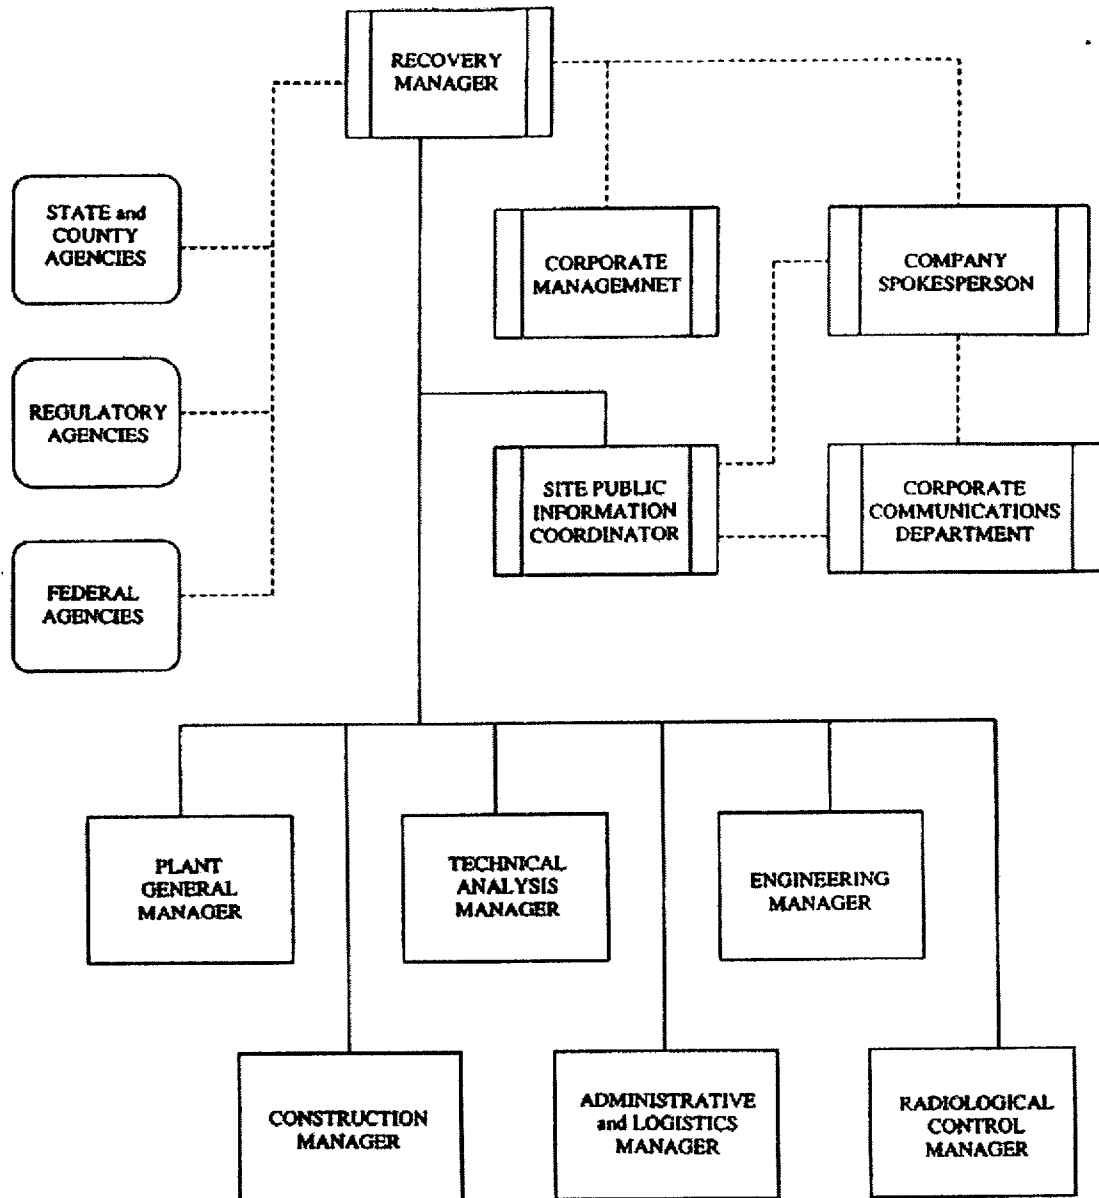 RECOVERY
MANAGER
STATE and
COUNTY
AGENCIES
CORPORATE
MANAGEMNET
COMPANY
SPOKESPERSON
REGULATORY
AGENCIES
SITE PUBLIC
INFORMATION
COORDINATOR
CORPORATE
COMMUNICATIONS
DEPARTMENT
FEDERAL
AGENCIES
PLANT
GENERAL
MANAGER
TECHNICAL
ANALYSIS
MANAGER
ENGINEERING
MANAGER
CONSTRUCTION
MANAGER
ADMINISTRATIVE
and LOGISTICS
MANAGER
RADIOLOGICAL
CONTROL
MANAGER